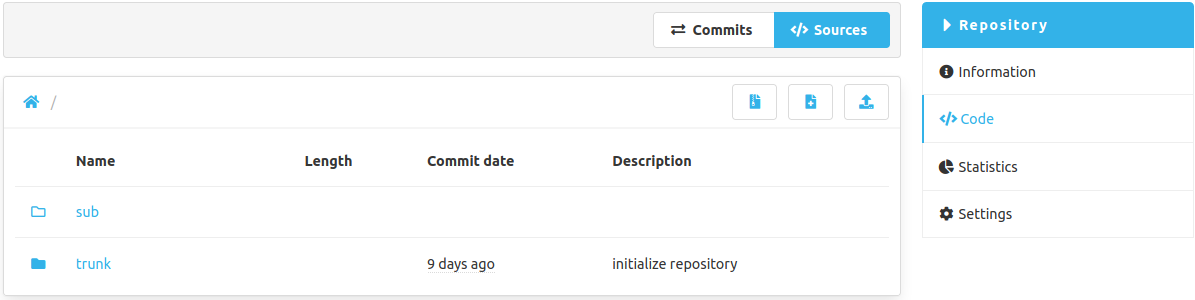 Commits
Sources
/
Name Length Commit date Description
sub
trunk 9 days ago initialize repository
Repository
Information
Code
Statistics
Settings